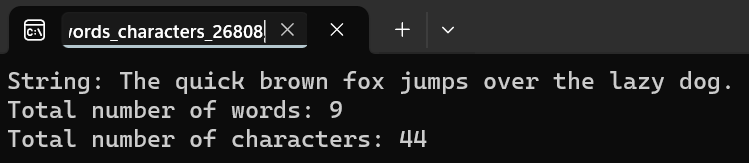 words_characters_26808
String: The quick brown fox jumps over the lazy dog.
Total number of words: 9
Total number of characters: 44